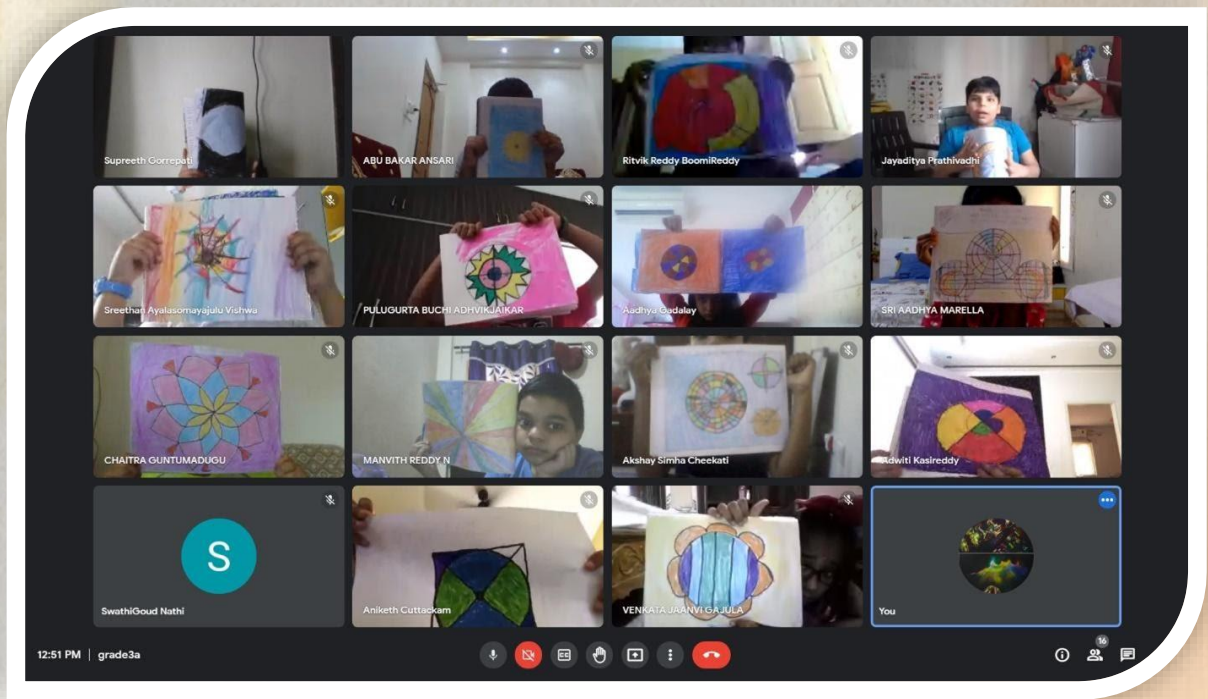 Supreeth Gorrepati
ABU BAKAR ANSARI
Ritvik Reddy BoomiReddy
Jayaditya Prathivadhi
Sreethan Ayalasomayajulu Vishwa
PULUGURTA BUCHI ADHVIKJAIKAR
Aadhya Gadalay
SRI AADHYA MARELLA
CHAITRA GUNTUMADUGU
MANVITH REDDY N
Akshay Simha Cheekati
Adwiti Kasireddy
S
SwathiGoud Nathi
Aniketh Cuttackam
VENKATA JAANVI GAJULA
You
12:51 PM | grade3a
CC
16